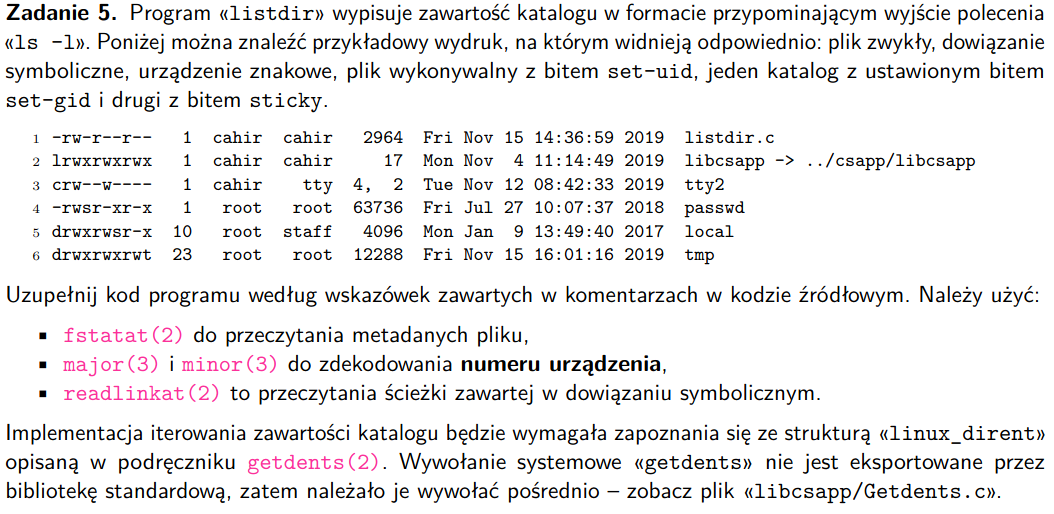 Zadanie 5. Program «listdir» wypisuje zawartość katalogu w formacie przypominającym wyjście polecenia
«ls -l». Poniżej można znaleźć przykładowy wydruk, na którym widnieją odpowiednio: plik zwykły, dowiązanie
symboliczne, urządzenie znakowe, plik wykonywalny z bitem set-uid, jeden katalog z ustawionym bitem
set-gid i drugi z bitem sticky.
1 -rw-r--r--   1  cahir  cahir   2964  Fri Nov 15 14:36:59 2019  listdir.c
2 lrwxrwxrwx   1  cahir  cahir     17  Mon Nov  4 11:14:49 2019  libcsapp -> ../csapp/libcsapp
3 crw--w----   1  cahir    tty  4,  2  Tue Nov 12 08:42:33 2019  tty2
4 -rwsr-xr-x   1   root   root  63736  Fri Jul 27 10:07:37 2018  passwd
5 drwxrwsr-x  10   root  staff   4096  Mon Jan  9 13:49:40 2017  local
6 drwxrwxrwt  23   root   root  12288  Fri Nov 15 16:01:16 2019  tmp
Uzupełnij kod programu według wskazówek zawartych w komentarzach w kodzie źródłowym. Należy użyć:
▪ fstatat(2) do przeczytania metadanych pliku,
▪ major(3) i minor(3) do zdekodowania numeru urządzenia,
▪ readlinkat(2) to przeczytania ścieżki zawartej w dowiązaniu symbolicznym.
Implementacja iterowania zawartości katalogu będzie wymagała zapoznania się ze strukturą «linux_dirent»
opisaną w podręczniku getdents(2). Wywołanie systemowe «getdents» nie jest eksportowane przez
bibliotekę standardową, zatem należało je wywołać pośrednio – zobacz plik «libcsapp/Getdents.c».